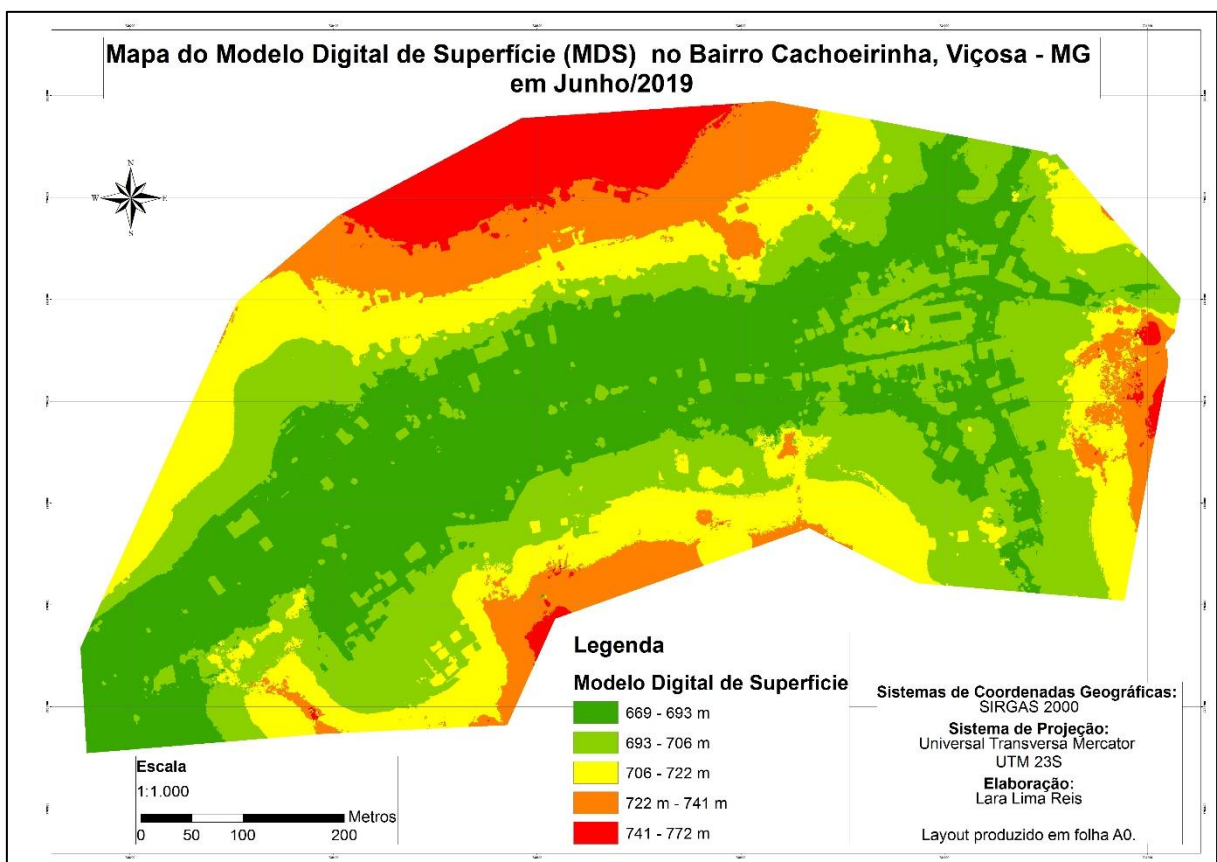 Mapa do Modelo Digital de Superfície (MDS) no Bairro Cachoeirinha, Viçosa - MG
em Junho/2019
N
W
E
S
Legenda
Modelo Digital de Superficie
669 - 693 m
693 - 706 m
706 - 722 m
722 m - 741 m
741 - 772 m
Sistemas de Coordenadas Geográficas:
SIRGAS 2000
Sistema de Projeção:
Universal Transversa Mercator
UTM 23S
Elaboração:
Lara Lima Reis
Layout produzido em folha A0.
Escala
1:1.000
Metros
0 50 100 200